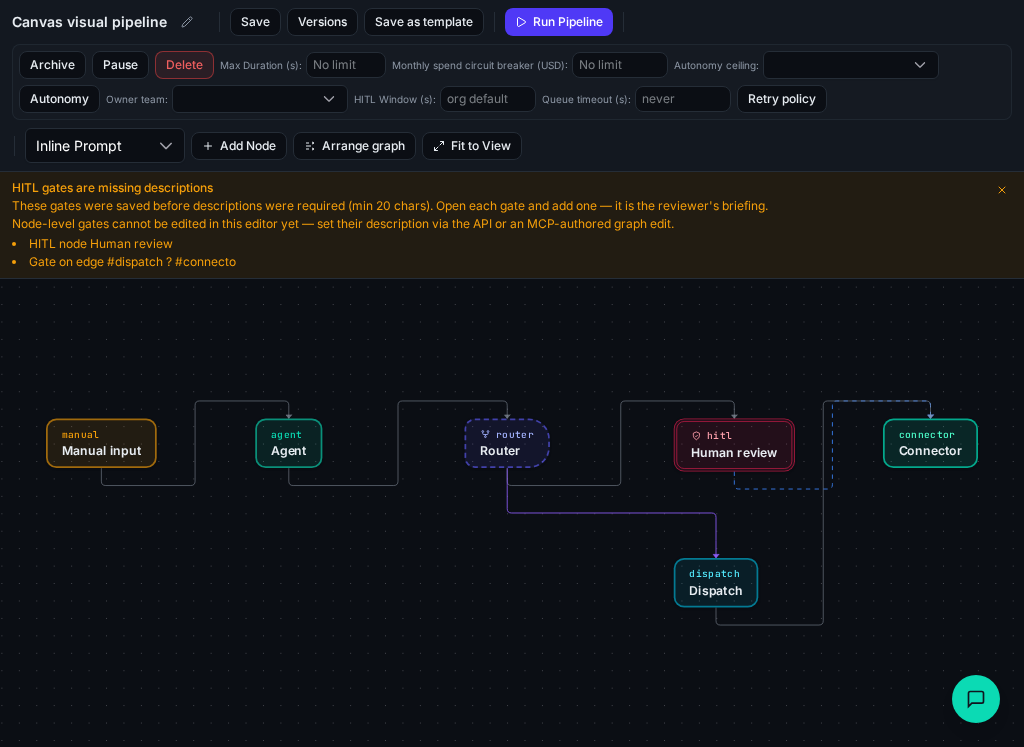 Canvas visual pipeline
Save
Versions
Save as template
Run Pipeline
Archive
Pause
Delete
Max Duration (s):
No limit
Monthly spend circuit breaker (USD):
No limit
Autonomy ceiling:
Autonomy
Owner team:
HITL Window (s):
org default
Queue timeout (s):
never
Retry policy
Inline Prompt
Add Node
Arrange graph
Fit to View
HITL gates are missing descriptions
These gates were saved before descriptions were required (min 20 chars). Open each gate and add one — it is the reviewer's briefing.
Node-level gates cannot be edited in this editor yet — set their description via the API or an MCP-authored graph edit.
• HITL node Human review
• Gate on edge #dispatch ? #connecto
manual
Manual input
agent
Agent
router
Router
hitl
Human review
connector
Connector
dispatch
Dispatch